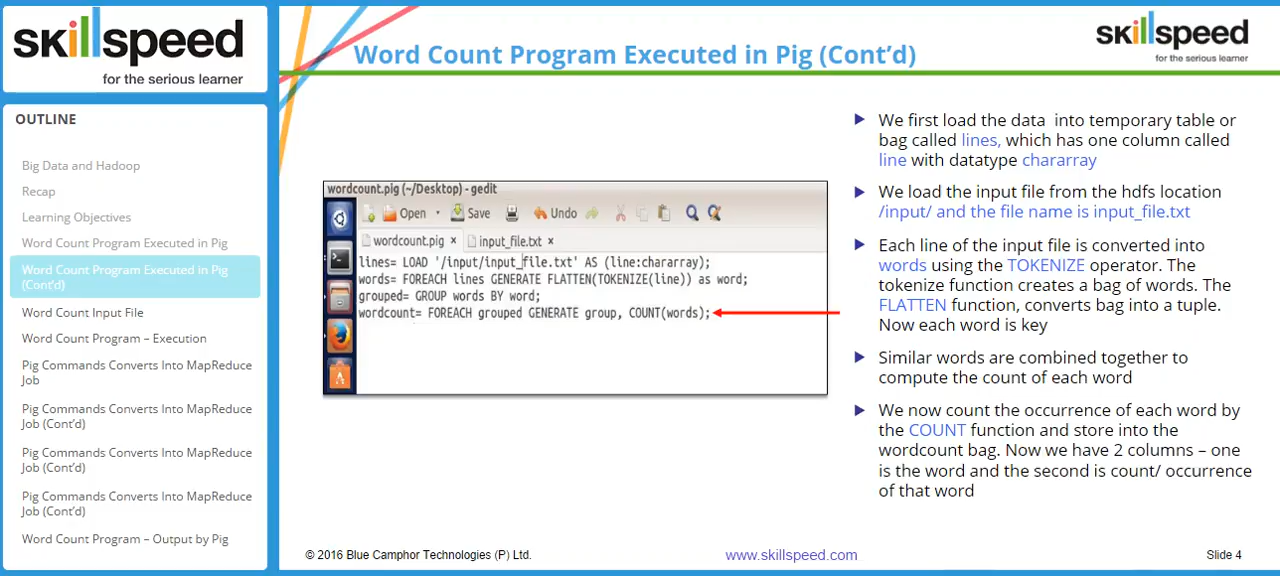 skillspeed
for the serious learner
OUTLINE
Big Data and Hadoop
Recap
Learning Objectives
Word Count Program Executed in Pig
Word Count Program Executed in Pig
(Cont'd)
Word Count Input File
Word Count Program – Execution
Pig Commands Converts Into MapReduce
Job
Pig Commands Converts Into MapReduce
Job (Cont'd)
Pig Commands Converts Into MapReduce
Job (Cont'd)
Pig Commands Converts Into MapReduce
Job (Cont'd)
Word Count Program – Output by Pig
Word Count Program Executed in Pig (Cont'd)
skillspeed
for the serious learner
wordcount.pig (~/Desktop) - gedit
Open Save Undo
wordcount.pig × input_file.txt ×
lines= LOAD '/input/input_file.txt' AS (line:chararray);
words= FOREACH lines GENERATE FLATTEN(TOKENIZE(line)) as word;
grouped= GROUP words BY word;
wordcount= FOREACH grouped GENERATE group, COUNT(words);
We first load the data into temporary table or
bag called lines, which has one column called
line with datatype chararray
We load the input file from the hdfs location
/input/ and the file name is input_file.txt
Each line of the input file is converted into
words using the TOKENIZE operator. The
tokenize function creates a bag of words. The
FLATTEN function, converts bag into a tuple.
Now each word is key
Similar words are combined together to
compute the count of each word
We now count the occurrence of each word by
the COUNT function and store into the
wordcount bag. Now we have 2 columns – one
is the word and the second is count/ occurrence
of that word
© 2016 Blue Camphor Technologies (P) Ltd.
www.skillspeed.com
Slide 4